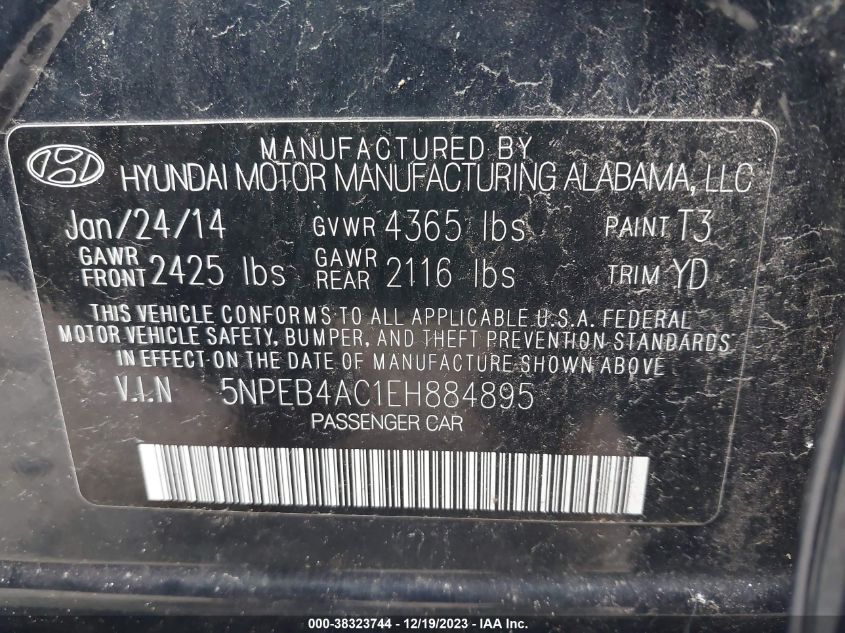 MANUFACTURED BY
HYUNDAI MOTOR MANUFACTURING ALABAMA, LLC
Jan/24/14 GVWR 4365 lbs PAINT T3
GAWR FRONT 2425 lbs GAWR REAR 2116 lbs TRIM YD
THIS VEHICLE CONFORMS TO ALL APPLICABLE U.S.A. FEDERAL
MOTOR VEHICLE SAFETY, BUMPER, AND THEFT PREVENTION STANDARDS
IN EFFECT ON THE DATE OF MANUFACTURE SHOWN ABOVE
V.I.N 5NPEB4AC1EH884895
PASSENGER CAR
000-38323744 - 12/19/2023 - IAA Inc.